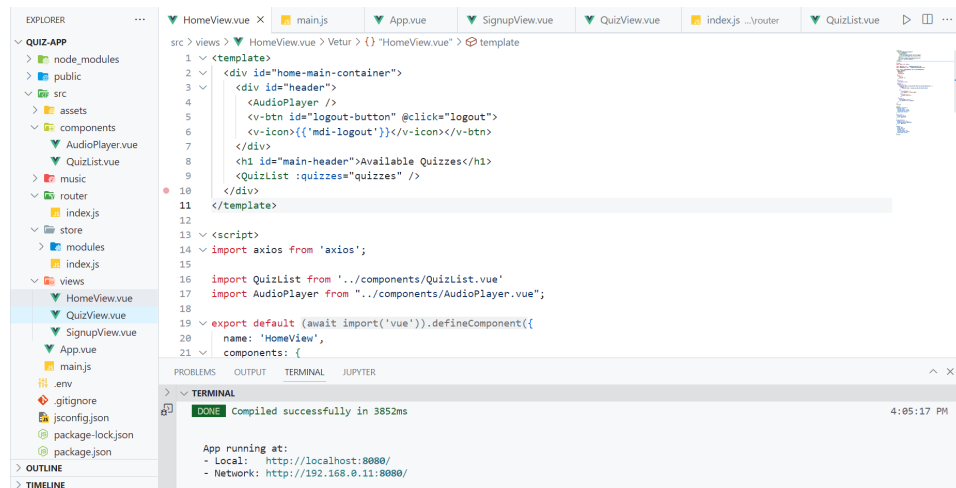 EXPLORER ···
QUIZ-APP
node_modules
public
src
assets
components
AudioPlayer.vue
QuizList.vue
music
router
index.js
store
modules
index.js
views
HomeView.vue
QuizView.vue
SignupView.vue
App.vue
main.js
.env
.gitignore
jsconfig.json
package-lock.json
package.json
OUTLINE
TIMELINE
HomeView.vue × main.js App.vue SignupView.vue QuizView.vue index.js ...\router QuizList.vue ···
src > views > HomeView.vue > Vetur > {} "HomeView.vue" > template
1 <template>
2 <div id="home-main-container">
3 <div id="header">
4 <AudioPlayer />
5 <v-btn id="logout-button" @click="logout">
6 <v-icon>{{'mdi-logout'}}</v-icon></v-btn>
7 </div>
8 <h1 id="main-header">Available Quizzes</h1>
9 <QuizList :quizzes="quizzes" />
10 </div>
11 </template>
12
13 <script>
14 import axios from 'axios';
15
16 import QuizList from '../components/QuizList.vue'
17 import AudioPlayer from "../components/AudioPlayer.vue";
18
19 export default (await import('vue')).defineComponent({
20 name: 'HomeView',
21 components: {
PROBLEMS OUTPUT TERMINAL JUPYTER
TERMINAL
DONE Compiled successfully in 3852ms 4:05:17 PM
App running at:
- Local: http://localhost:8080/
- Network: http://192.168.0.11:8080/